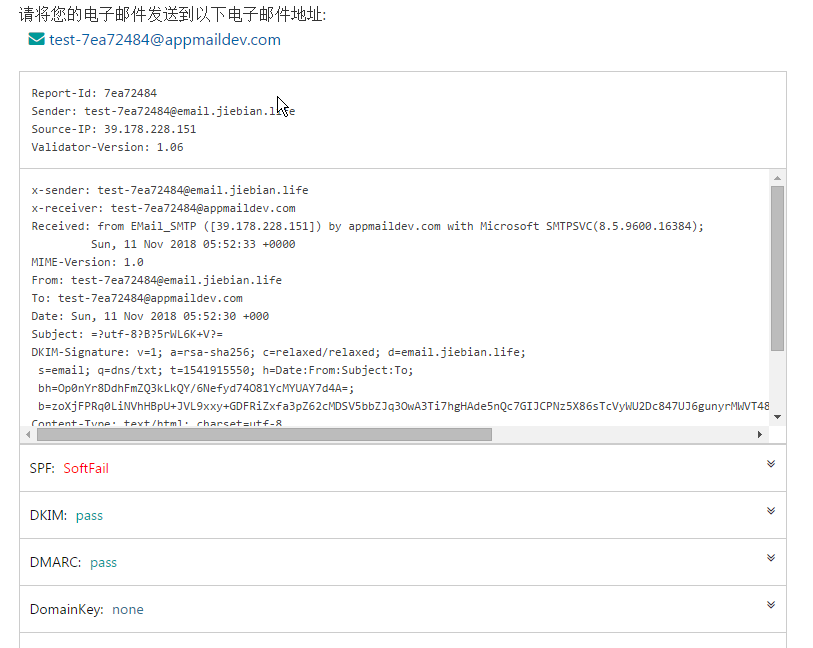 请将您的电子邮件发送到以下电子邮件地址:
test-7ea72484@appmaildev.com
Report-Id: 7ea72484
Sender: test-7ea72484@email.jiebian.life
Source-IP: 39.178.228.151
Validator-Version: 1.06
x-sender: test-7ea72484@email.jiebian.life
x-receiver: test-7ea72484@appmaildev.com
Received: from EMail_SMTP ([39.178.228.151]) by appmaildev.com with Microsoft SMTPSVC(8.5.9600.16384);
Sun, 11 Nov 2018 05:52:33 +0000
MIME-Version: 1.0
From: test-7ea72484@email.jiebian.life
To: test-7ea72484@appmaildev.com
Date: Sun, 11 Nov 2018 05:52:30 +000
Subject: =?utf-8?B?5rWL6K+V?=
DKIM-Signature: v=1; a=rsa-sha256; c=relaxed/relaxed; d=email.jiebian.life;
s=email; q=dns/txt; t=1541915550; h=Date:From:Subject:To;
bh=Op0nYr8DdhFmZQ3kLkQY/6Nefyd74O81YcMYUAY7d4A=;
b=zoXjFPRq0LiNVhHBpU+JVL9xxy+GDFRiZxfa3pZ62cMDSV5bbZJq3OwA3Ti7hgHAde5nQc7GIJCPNz5X86sTcVyWU2Dc847UJ6gunyrMWVT48
Content-Type: text/html; charset=utf-8
SPF: SoftFail
DKIM: pass
DMARC: pass
DomainKey: none